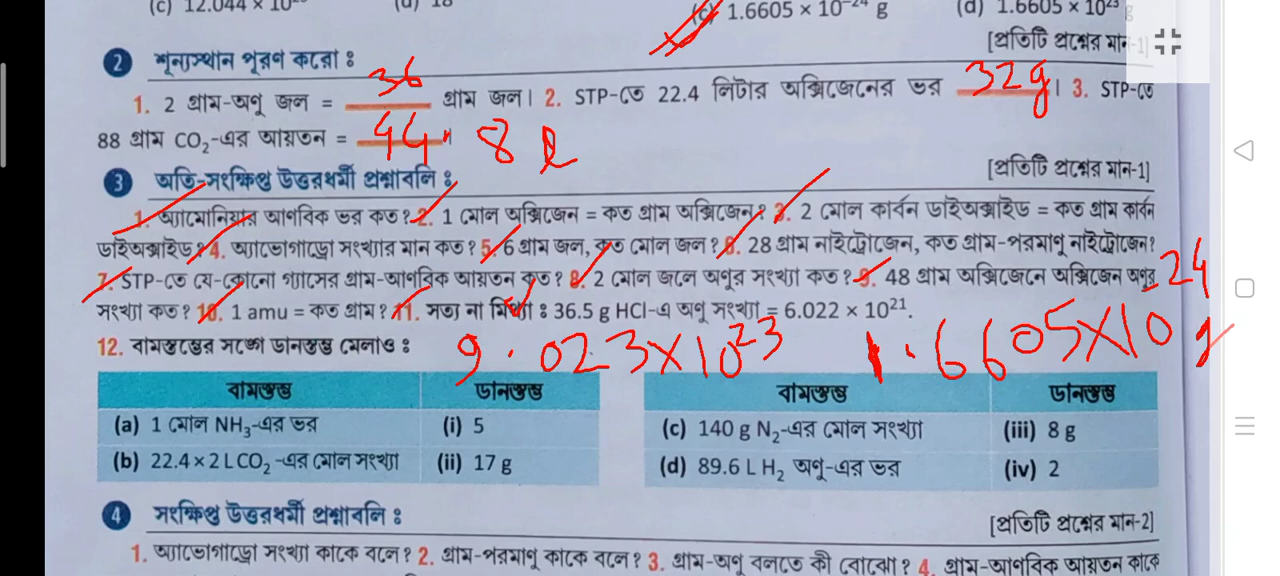 (c) 12.044 × 10 (d) 18 (c) 1.6605 × 10⁻²⁴ g (d) 1.6605 × 10²³ g
2 শূন্যস্থান পূরণ করো : [প্রতিটি প্রশ্নের মান-1]
1. 2 গ্রাম-অণু জল = 36 গ্রাম জল। 2. STP-তে 22.4 লিটার অক্সিজেনের ভর 32g। 3. STP-তে
88 গ্রাম CO₂-এর আয়তন = 44.8 l
3 অতি-সংক্ষিপ্ত উত্তরধর্মী প্রশ্নাবলি : [প্রতিটি প্রশ্নের মান-1]
1. অ্যামোনিয়ার আণবিক ভর কত? 2. 1 মোল অক্সিজেন = কত গ্রাম অক্সিজেন? 3. 2 মোল কার্বন ডাইঅক্সাইড = কত গ্রাম কার্বন
ডাইঅক্সাইড? 4. অ্যাভোগাড্রো সংখ্যার মান কত? 5. 6 গ্রাম জল, কত মোল জল? 6. 28 গ্রাম নাইট্রোজেন, কত গ্রাম-পরমাণু নাইট্রোজেন?
7. STP-তে যে-কোনো গ্যাসের গ্রাম-আণবিক আয়তন কত? 8. 2 মোল জলে অণুর সংখ্যা কত? 9. 48 গ্রাম অক্সিজেনে অক্সিজেন অণুর
সংখ্যা কত? 10. 1 amu = কত গ্রাম? 11. সত্য না মিথ্যা : 36.5 g HCl-এ অণু সংখ্যা = 6.022 × 10²¹.
9.023×10²³ 1.6605×10⁻²⁴ g
12. বামস্তম্ভের সঙ্গে ডানস্তম্ভ মেলাও :
বামস্তম্ভ ডানস্তম্ভ বামস্তম্ভ ডানস্তম্ভ
(a) 1 মোল NH₃-এর ভর (i) 5 (c) 140 g N₂-এর মোল সংখ্যা (iii) 8 g
(b) 22.4 × 2 L CO₂ -এর মোল সংখ্যা (ii) 17 g (d) 89.6 L H₂ অণু-এর ভর (iv) 2
4 সংক্ষিপ্ত উত্তরধর্মী প্রশ্নাবলি : [প্রতিটি প্রশ্নের মান-2]
1. অ্যাভোগাড্রো সংখ্যা কাকে বলে? 2. গ্রাম-পরমাণু কাকে বলে? 3. গ্রাম-অণু বলতে কী বোঝো? 4. গ্রাম-আণবিক আয়তন কাকে